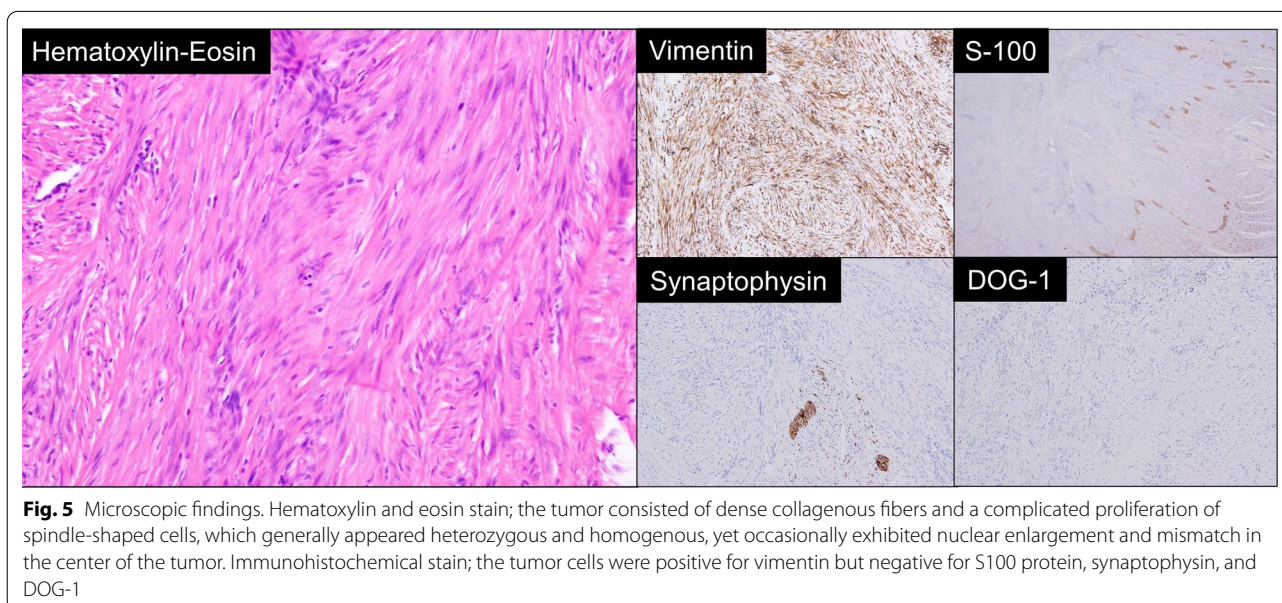 Hematoxylin-Eosin
Vimentin
S-100
Synaptophysin
DOG-1
Fig. 5 Microscopic findings. Hematoxylin and eosin stain; the tumor consisted of dense collagenous fibers and a complicated proliferation of
spindle-shaped cells, which generally appeared heterozygous and homogenous, yet occasionally exhibited nuclear enlargement and mismatch in
the center of the tumor. Immunohistochemical stain; the tumor cells were positive for vimentin but negative for S100 protein, synaptophysin, and
DOG-1